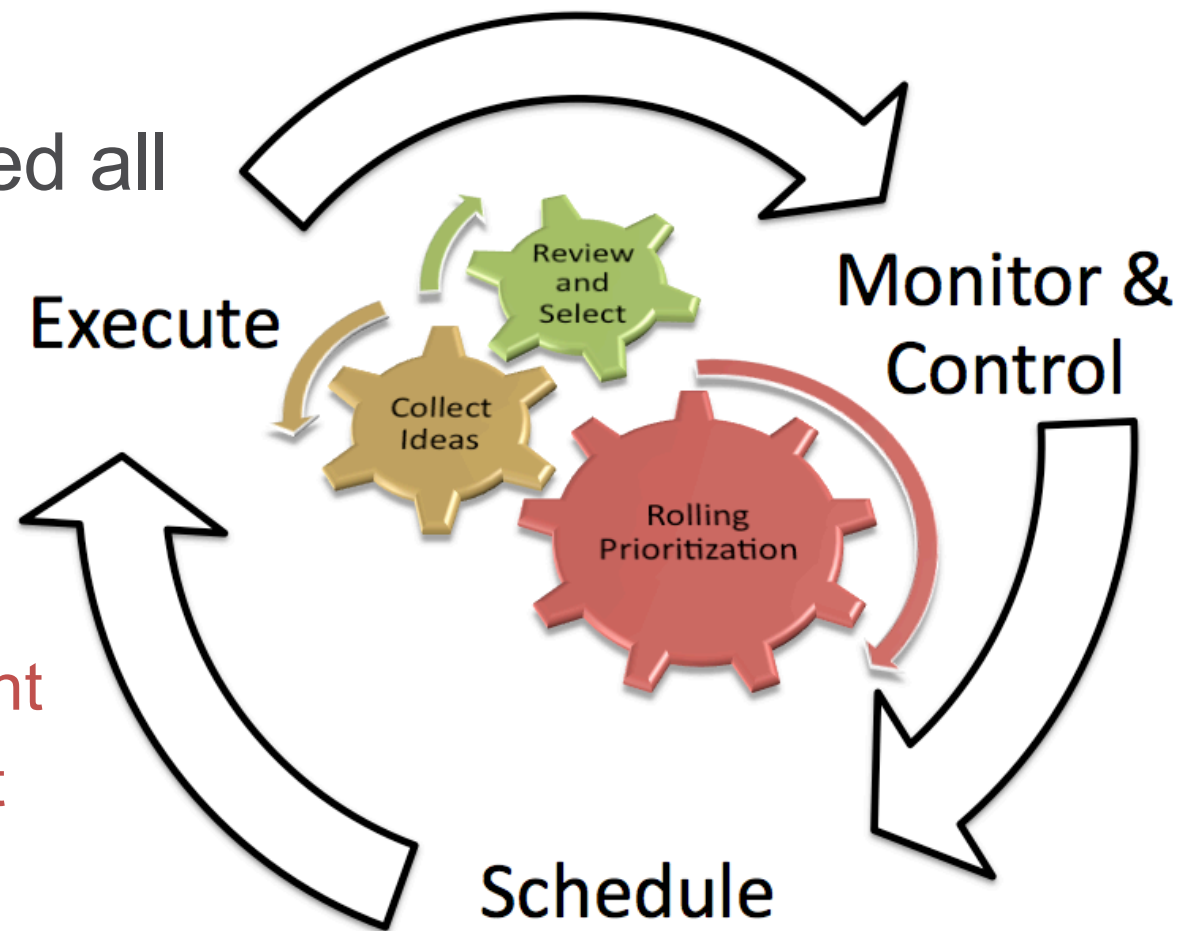 ed all
Execute
Review
and
Select
Monitor &
Control
Collect
Ideas
Rolling
Prioritization
nt
t
Schedule